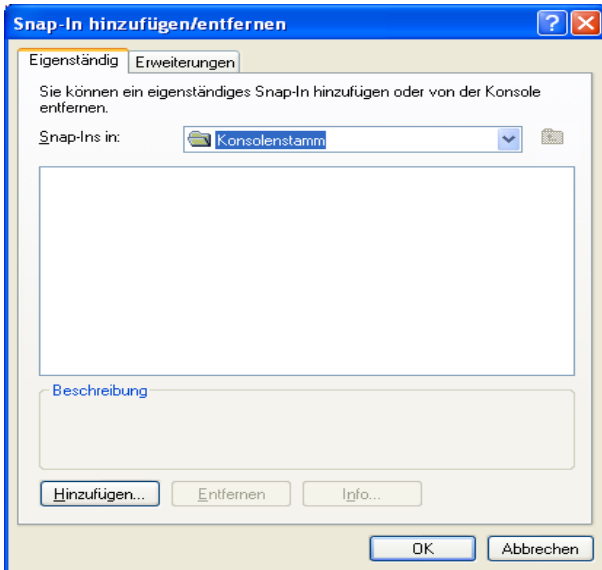 Snap-In hinzufügen/entfernen
Eigenständig
Erweiterungen
Sie können ein eigenständiges Snap-In hinzufügen oder von der Konsole
entfernen.
Snap-Ins in:
Konsolenstamm
Beschreibung
Hinzufügen...
Entfernen
Info...
OK
Abbrechen